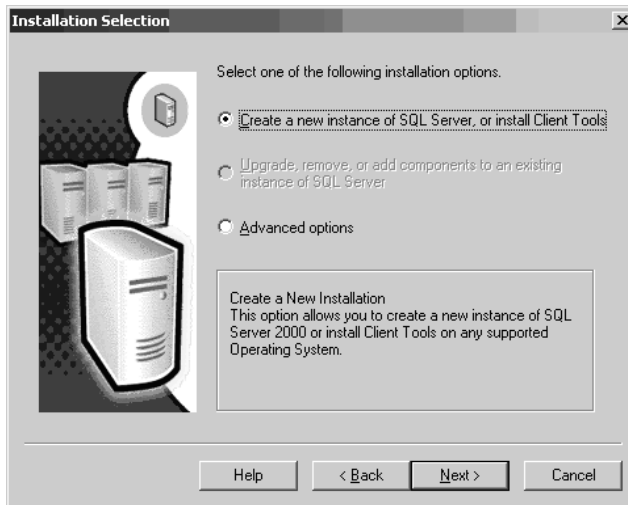 Installation Selection
Select one of the following installation options.
Create a new instance of SQL Server, or install Client Tools
Upgrade, remove, or add components to an existing
instance of SQL Server
Advanced options
Create a New Installation
This option allows you to create a new instance of SQL
Server 2000 or install Client Tools on any supported
Operating System.
Help
< Back
Next >
Cancel